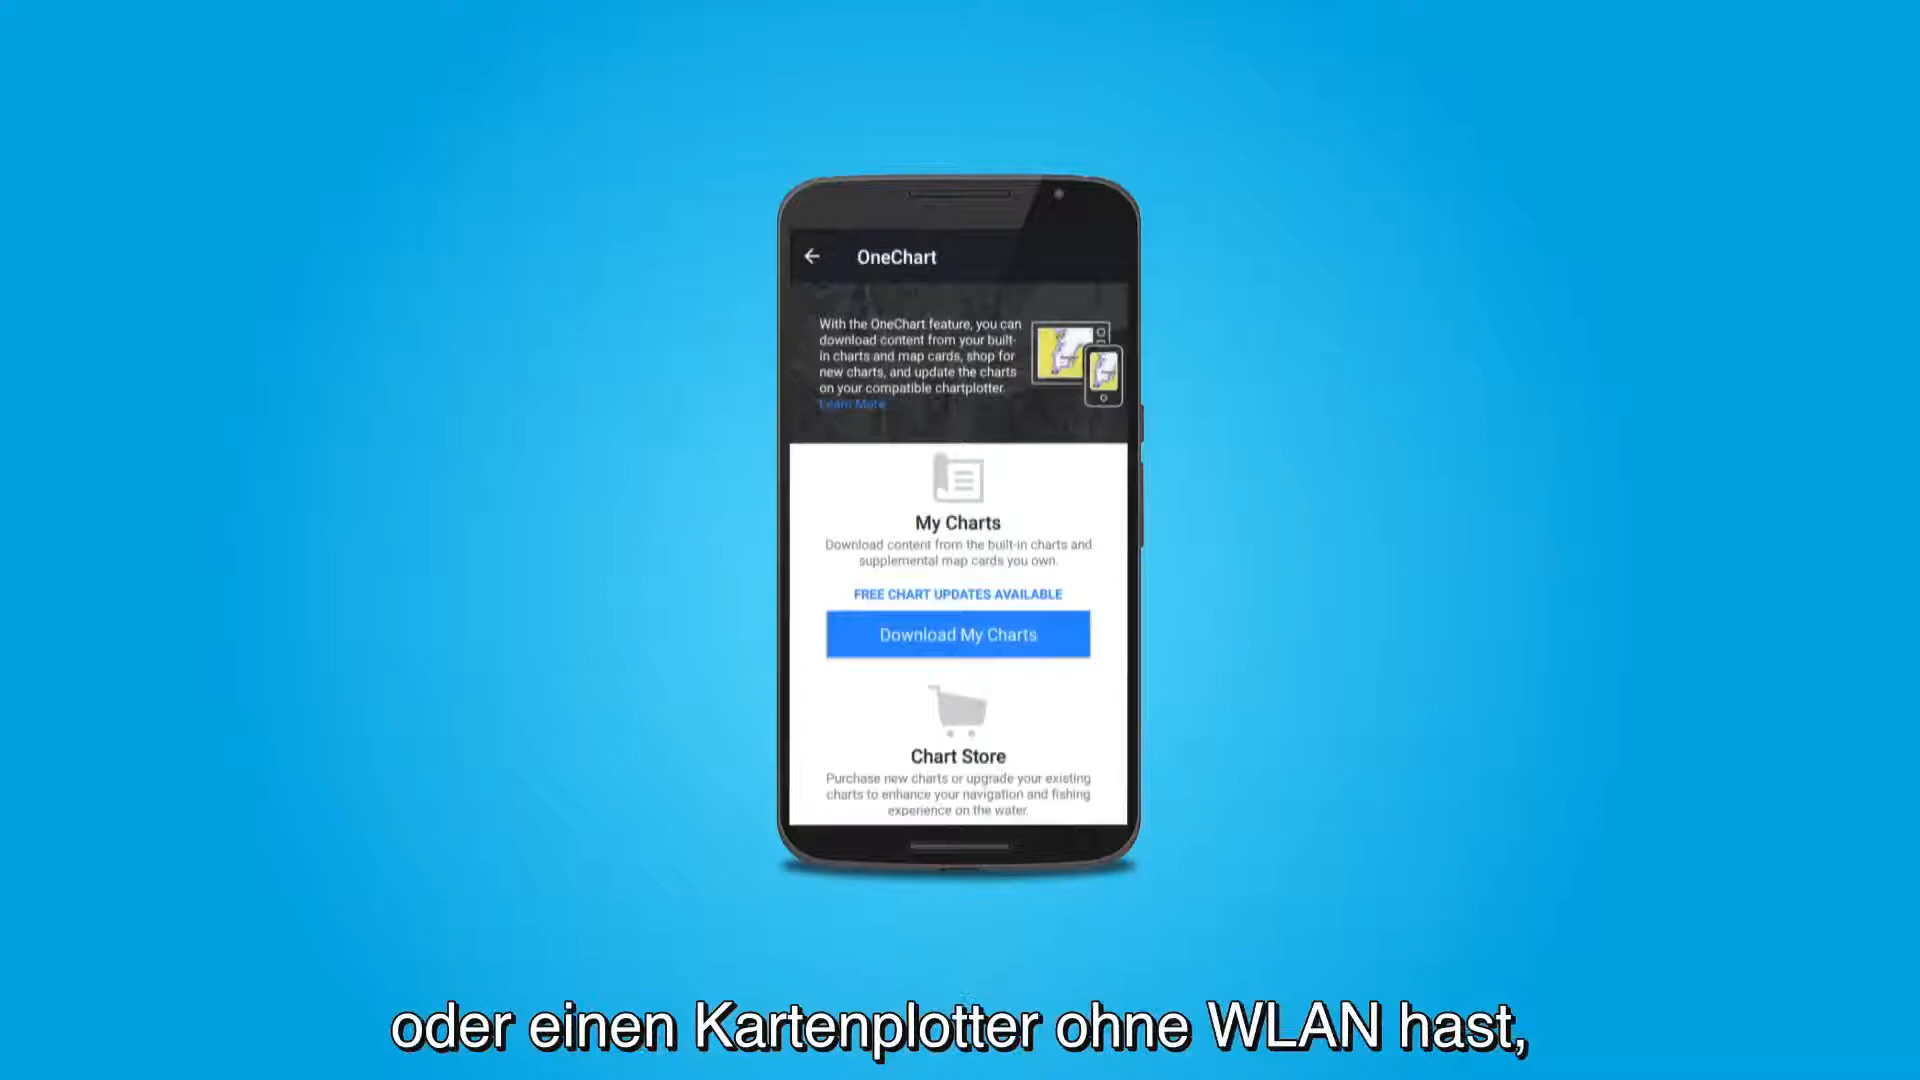 OneChart
With the OneChart feature, you can
download content from your built-
in charts and map cards, shop for
new charts, and update the charts
on your compatible chartplotter.
Learn More
My Charts
Download content from the built-in charts and
supplemental map cards you own.
FREE CHART UPDATES AVAILABLE
Download My Charts
Chart Store
Purchase new charts or upgrade your existing
charts to enhance your navigation and fishing
experience on the water.
oder einen Kartenplotter ohne WLAN hast,